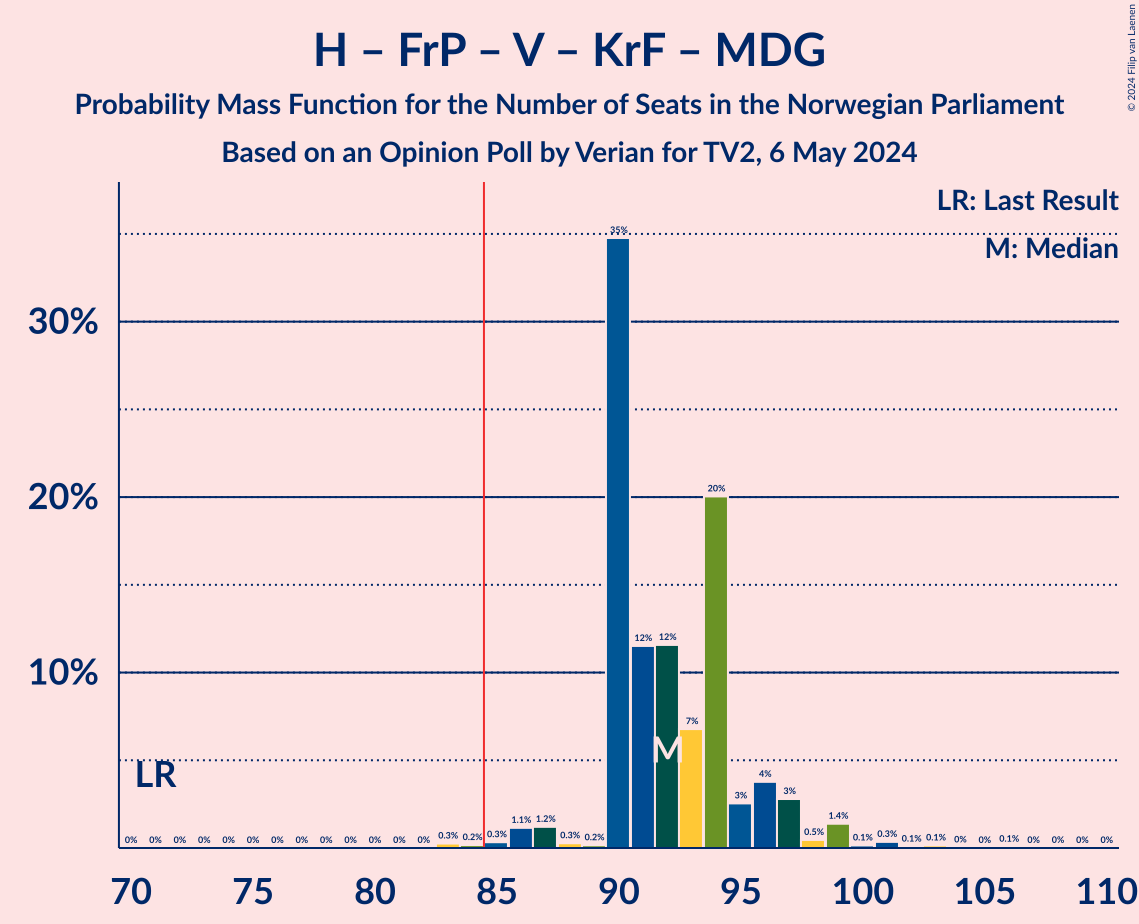 H – FrP – V – KrF – MDG
Probability Mass Function for the Number of Seats in the Norwegian Parliament
Based on an Opinion Poll by Verian for TV2, 6 May 2024
© 2024 Filip van Laenen
LR: Last Result
M: Median
30%
20%
10%
LR
M
0% 0% 0% 0% 0% 0% 0% 0% 0% 0% 0% 0% 0% 0.3% 0.2% 0.3% 1.1% 1.2% 0.3% 0.2% 35% 12% 12% 7% 20% 3% 4% 3% 0.5% 1.4% 0.1% 0.3% 0.1% 0.1% 0% 0% 0.1% 0% 0% 0% 0%
70 75 80 85 90 95 100 105 110